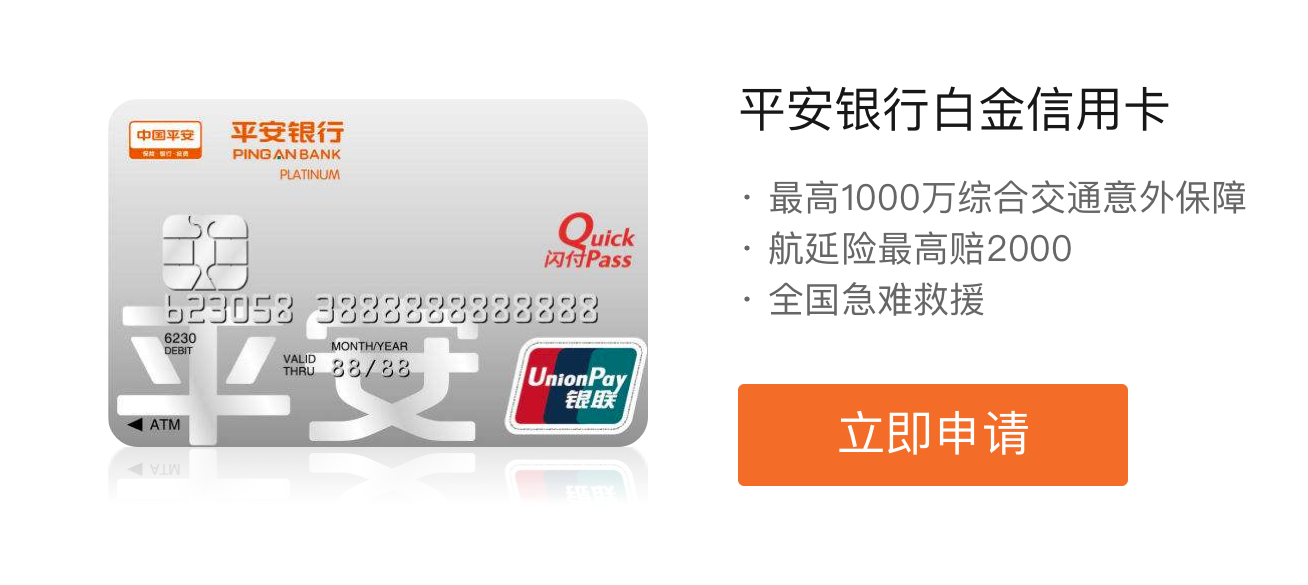 中国平安
保险·银行·投资
平安银行
PING AN BANK
PLATINUM
Quick
闪付Pass
623058 3888888888888
6230
DEBIT
VALID
THRU
MONTH/YEAR
88/88
平安
ATM
UnionPay
银联
平安银行白金信用卡
· 最高1000万综合交通意外保障
· 航延险最高赔2000
· 全国急难救援
立即申请